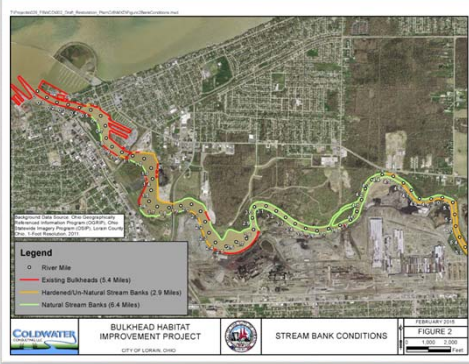 Background Data Source: Ohio Geographically
Referenced Information Program (OGRIP), Ohio
Statewide Imagery Program (OSIP), Lorain County
Ohio, 1-Foot Resolution, 2011.
Legend
River Mile
Existing Bulkheads (5.4 Miles)
Hardened/Un-Natural Stream Banks (2.9 Miles)
Natural Stream Banks (6.4 Miles)
COLDWATER
CONSULTING, LLC
BULKHEAD HABITAT
IMPROVEMENT PROJECT
CITY OF LORAIN, OHIO
STREAM BANK CONDITIONS
FEBRUARY 2015
FIGURE 2
0 1,000 2,000
Feet